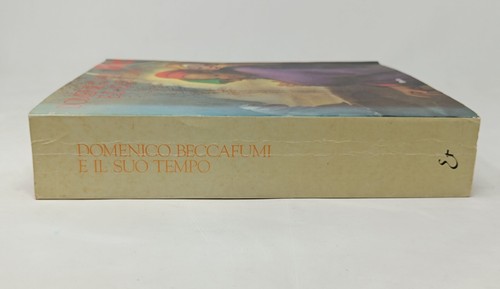 DOMENICO BECCAFUMI
E IL SUO TEMPO